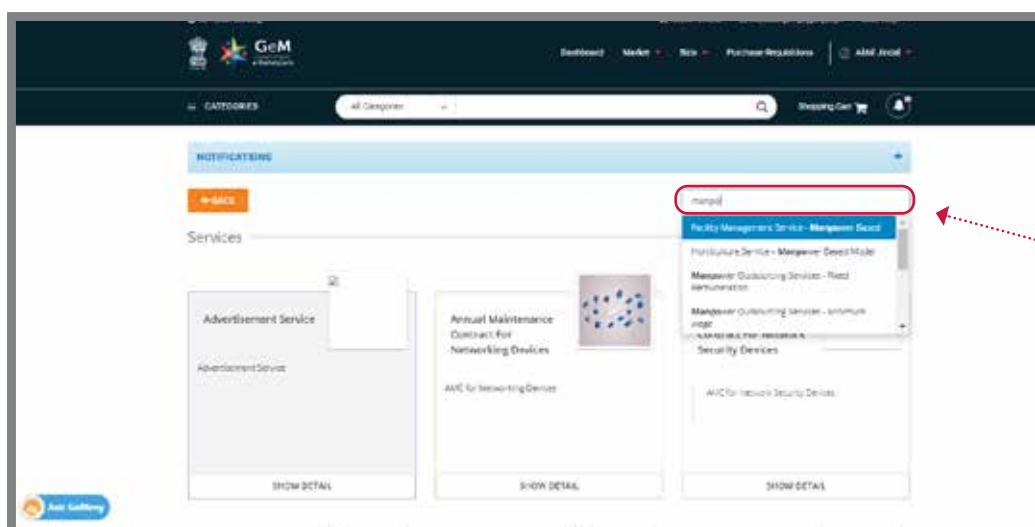 GeM
Dashboard Market Bids Purchase Requisitions
CATEGORIES All Categories Shopping Cart
NOTIFICATIONS
BACK
manpo
Facility Management Service - Manpower Based
Horticulture Service - Manpower Based Model
Services
Manpower Outsourcing Services - Fixed
Remuneration
Manpower Outsourcing Services - Minimum
wage
Advertisement Service
Annual Maintenance
Contract For
Networking Devices
Contract For Network
Security Devices
Advertisement Service
AMC for Networking Devices
AMC for Network Security Devices
SHOW DETAIL
SHOW DETAIL
SHOW DETAIL
Ask GeMmy